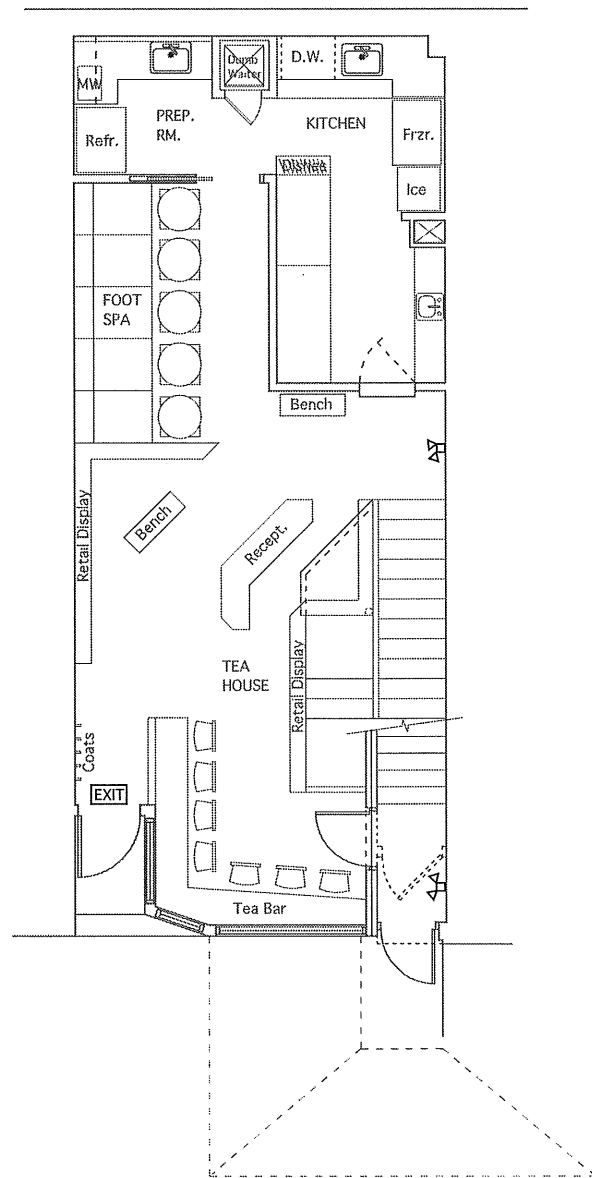 Dumb
Waiter
D.W.
MW
PREP.
RM.
KITCHEN
Refr.
Frzr.
Ice
FOOT
SPA
Bench
Retail Display
Bench
Recept.
TEA
HOUSE
Retail Display
Coats
EXIT
Tea Bar